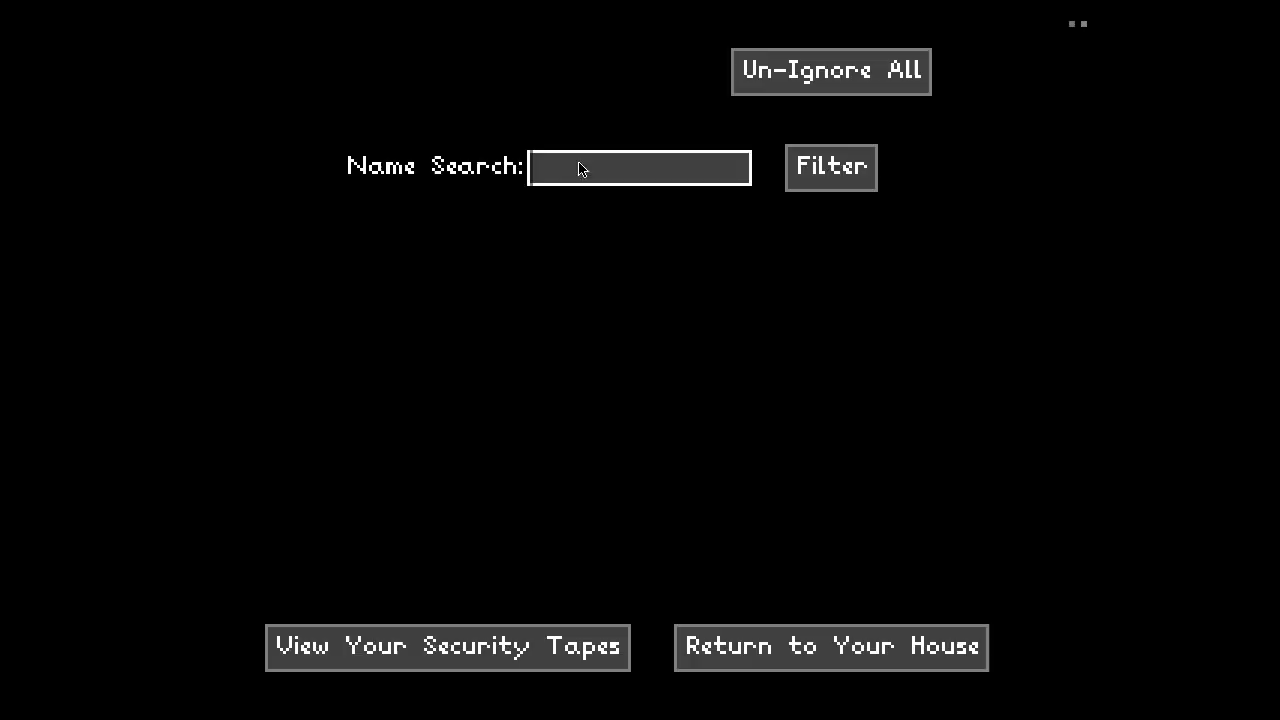 Un-Ignore All
Name Search:
Filter
View Your Security Tapes
Return to Your House